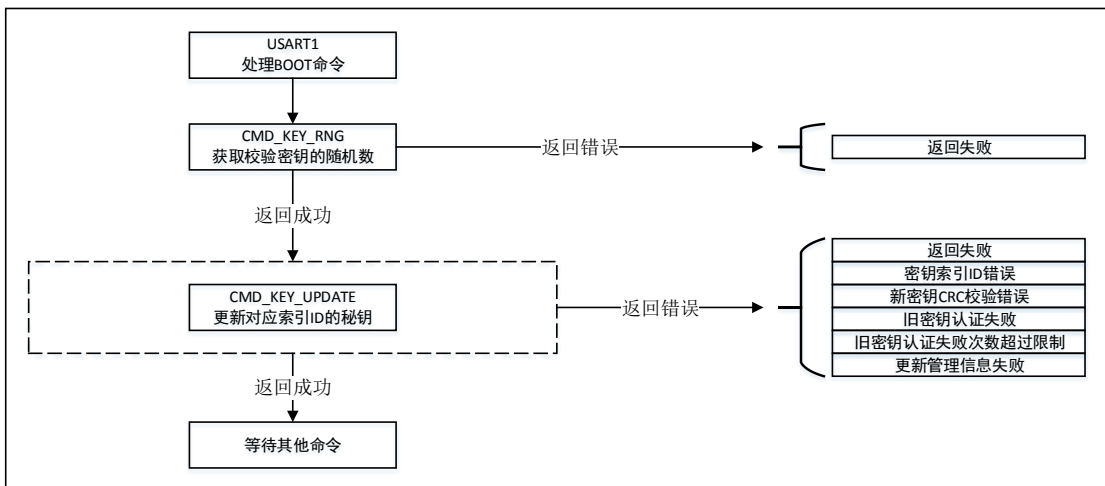 USART1
处理BOOT命令
CMD_KEY_RNG
获取校验密钥的随机数
返回错误
返回失败
返回成功
CMD_KEY_UPDATE
更新对应索引ID的秘钥
返回错误
返回失败
密钥索引ID错误
新密钥CRC校验错误
旧密钥认证失败
旧密钥认证失败次数超过限制
更新管理信息失败
返回成功
等待其他命令